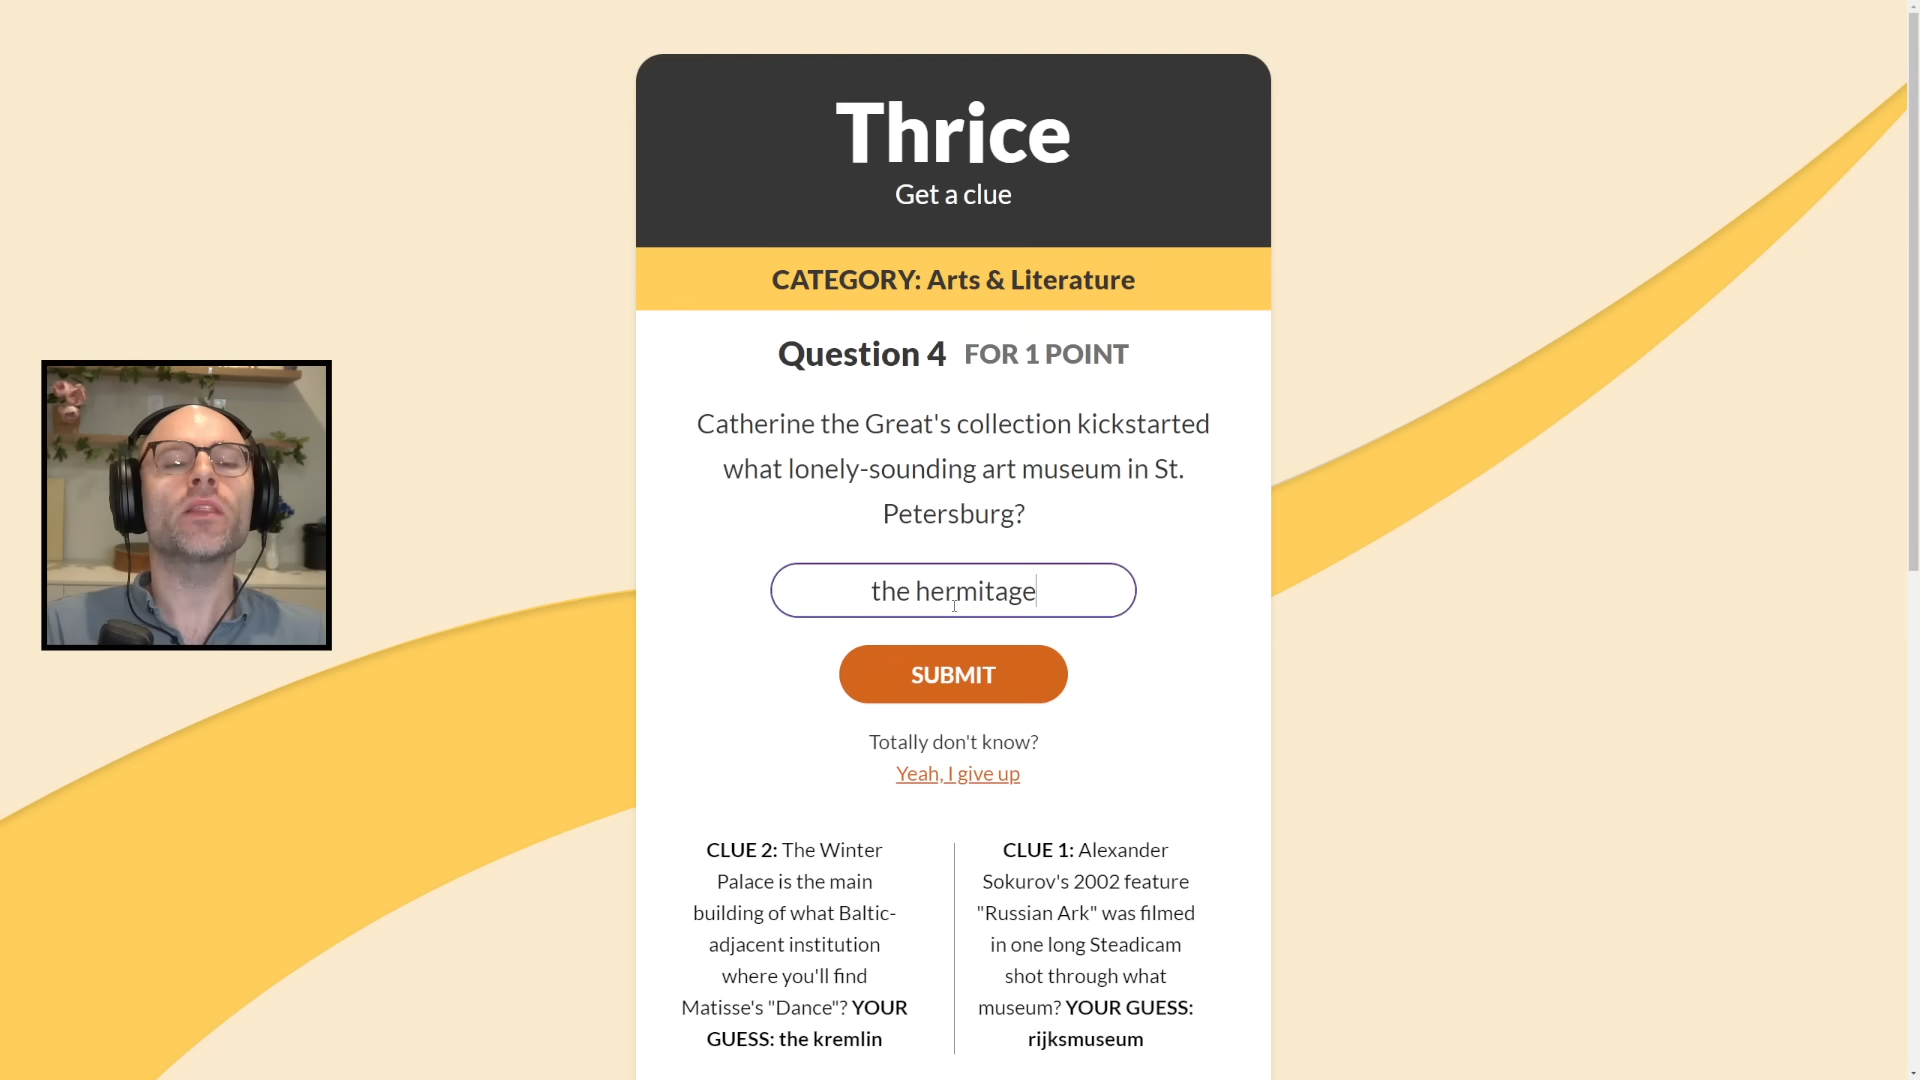 Thrice
Get a clue
CATEGORY: Arts & Literature
Question 4 FOR 1 POINT
Catherine the Great's collection kickstarted
what lonely-sounding art museum in St.
Petersburg?
the hermitage
SUBMIT
Totally don't know?
Yeah, I give up
CLUE 2: The Winter
Palace is the main
building of what Baltic-
adjacent institution
where you'll find
Matisse's "Dance"? YOUR
GUESS: the kremlin
CLUE 1: Alexander
Sokurov's 2002 feature
"Russian Ark" was filmed
in one long Steadicam
shot through what
museum? YOUR GUESS:
rijksmuseum